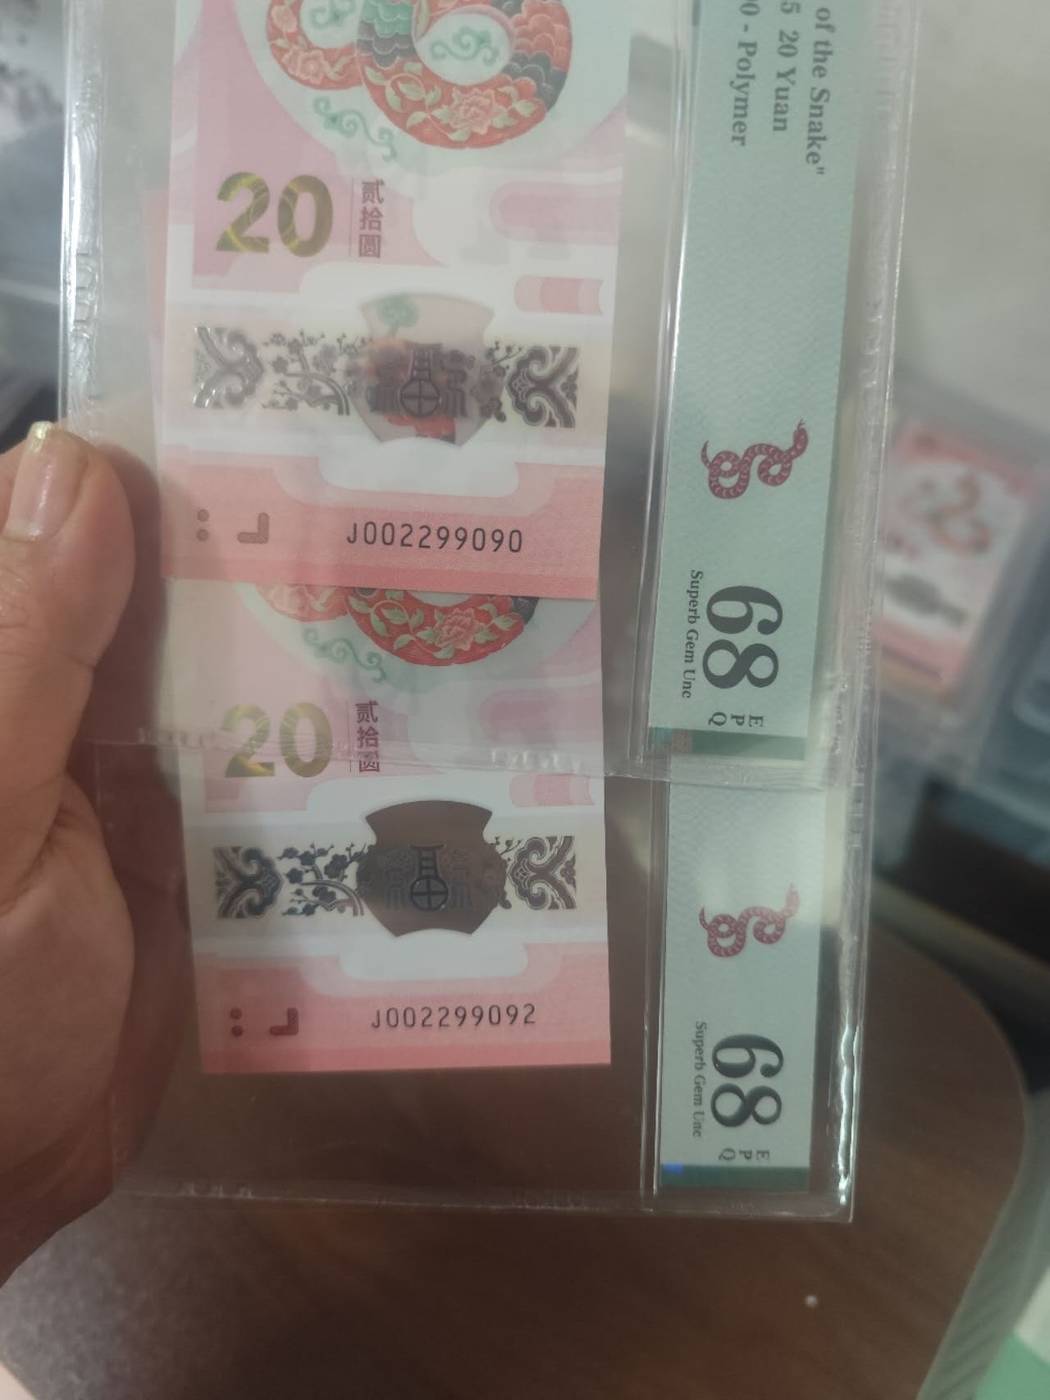 of the Snake"
5 20 Yuan
0 - Polymer
20
贰拾圆
J002299090
68
EPQ
Superb Gem Unc
20
贰拾圆
J002299092
68
EPQ
Superb Gem Unc